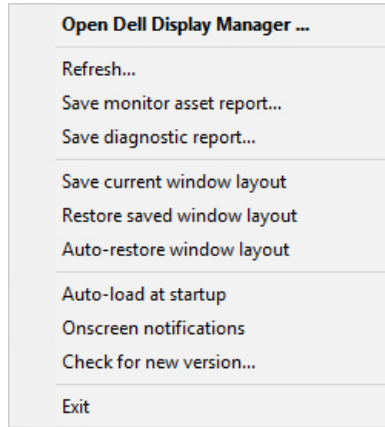 Open Dell Display Manager ...
Refresh...
Save monitor asset report...
Save diagnostic report...
Save current window layout
Restore saved window layout
Auto-restore window layout
Auto-load at startup
Onscreen notifications
Check for new version...
Exit